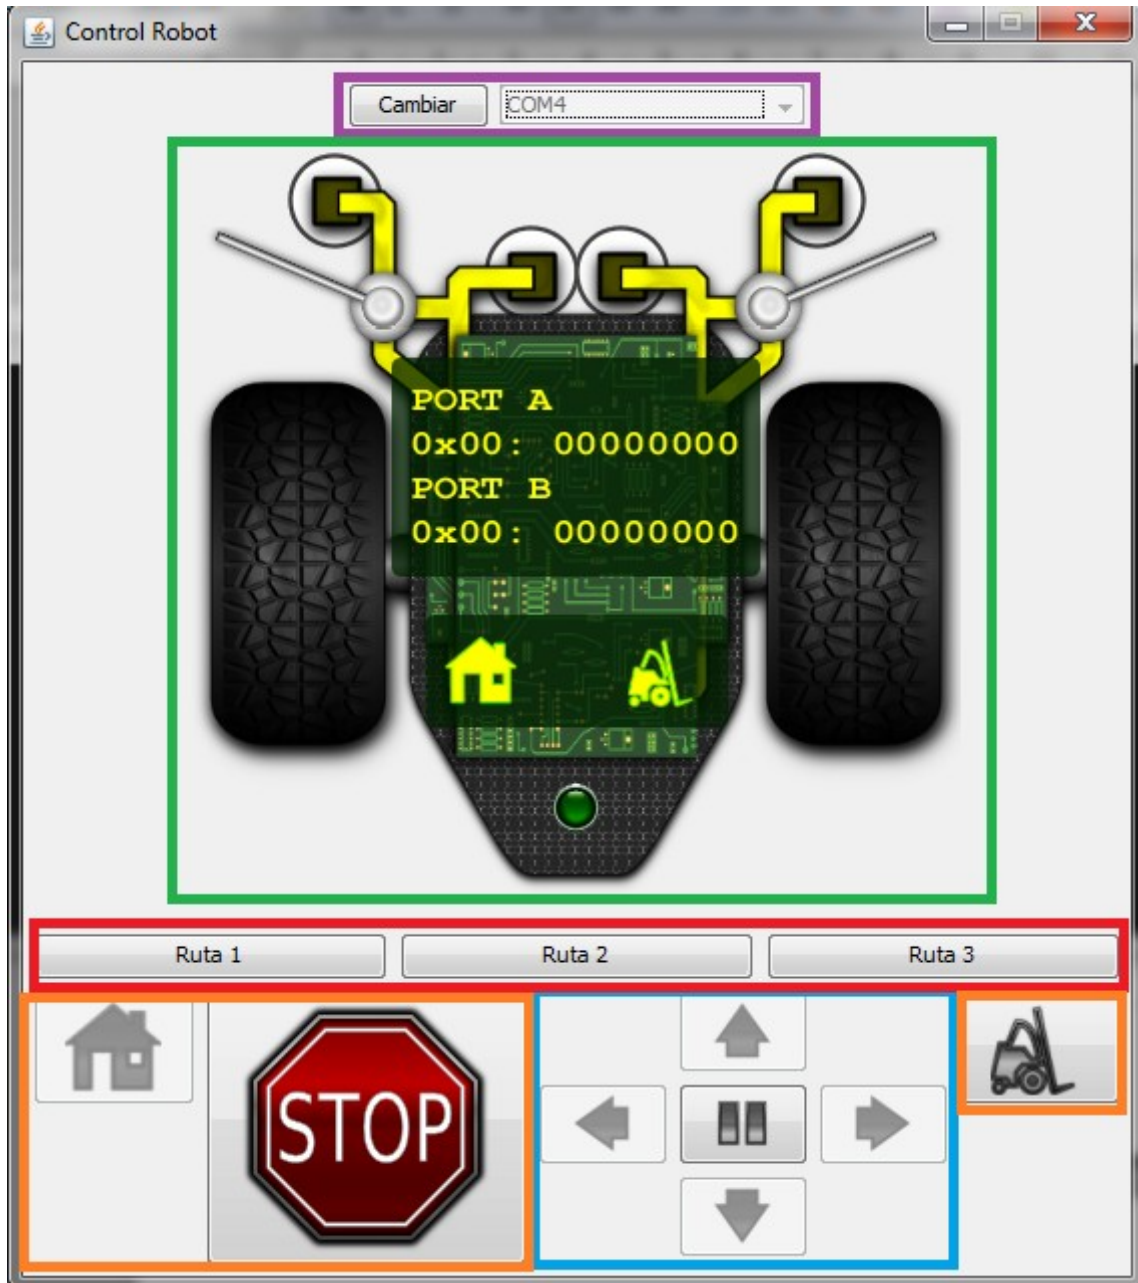 Control Robot
Cambiar COM4
PORT A
0x00: 00000000
PORT B
0x00: 00000000
Ruta 1 Ruta 2 Ruta 3
STOP